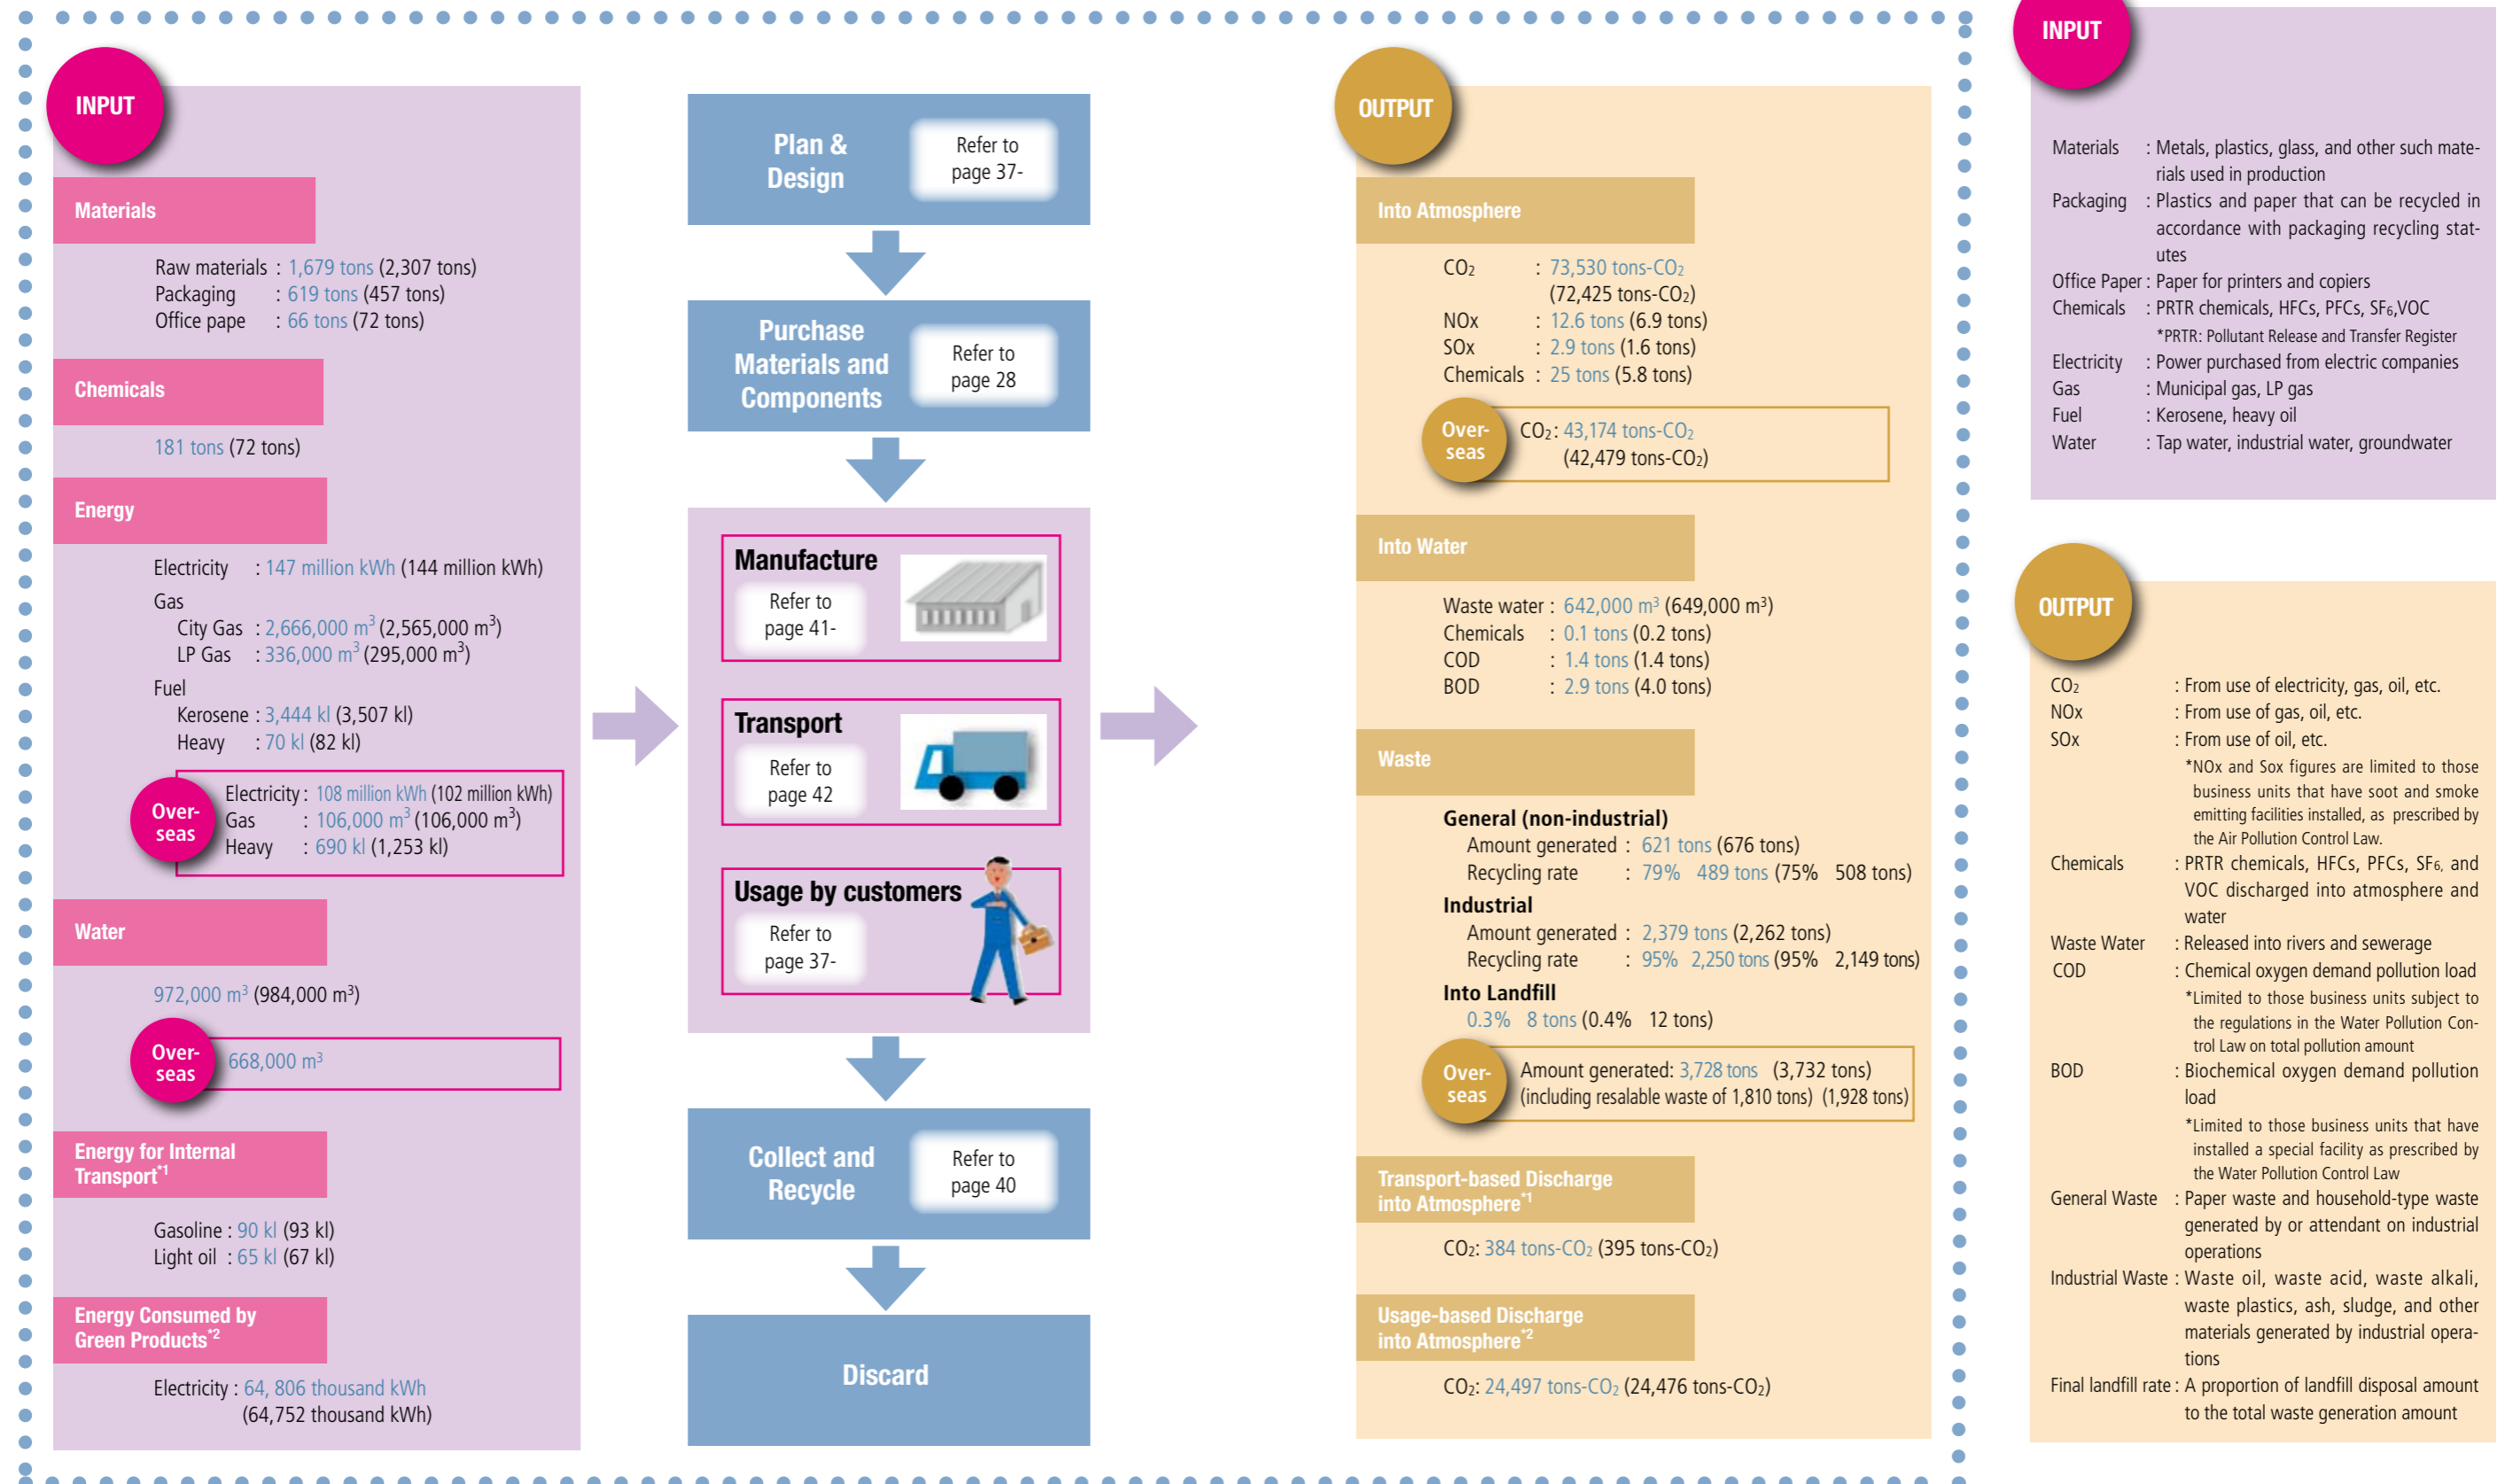 INPUT
Materials
Raw materials : 1,679 tons (2,307 tons)
Packaging : 619 tons (457 tons)
Office pape : 66 tons (72 tons)
Chemicals
181 tons (72 tons)
Energy
Electricity : 147 million kWh (144 million kWh)
Gas
City Gas : 2,666,000 m³ (2,565,000 m³)
LP Gas : 336,000 m³ (295,000 m³)
Fuel
Kerosene : 3,444 kl (3,507 kl)
Heavy : 70 kl (82 kl)
Over-
seas
Electricity : 108 million kWh (102 million kWh)
Gas : 106,000 m³ (106,000 m³)
Heavy : 690 kl (1,253 kl)
Water
972,000 m³ (984,000 m³)
Over-
seas
668,000 m³
Energy for Internal
Transport*1
Gasoline : 90 kl (93 kl)
Light oil : 65 kl (67 kl)
Energy Consumed by
Green Products*2
Electricity : 64, 806 thousand kWh
(64,752 thousand kWh)
Plan &
Design
Refer to
page 37-
Purchase
Materials and
Components
Refer to
page 28
Manufacture
Refer to
page 41-
Transport
Refer to
page 42
Usage by customers
Refer to
page 37-
Collect and
Recycle
Refer to
page 40
Discard
OUTPUT
Into Atmosphere
CO₂ : 73,530 tons-CO₂
(72,425 tons-CO₂)
NOx : 12.6 tons (6.9 tons)
SOx : 2.9 tons (1.6 tons)
Chemicals : 25 tons (5.8 tons)
Over-
seas
CO₂: 43,174 tons-CO₂
(42,479 tons-CO₂)
Into Water
Waste water : 642,000 m³ (649,000 m³)
Chemicals : 0.1 tons (0.2 tons)
COD : 1.4 tons (1.4 tons)
BOD : 2.9 tons (4.0 tons)
Waste
General (non-industrial)
Amount generated : 621 tons (676 tons)
Recycling rate : 79% 489 tons (75% 508 tons)
Industrial
Amount generated : 2,379 tons (2,262 tons)
Recycling rate : 95% 2,250 tons (95% 2,149 tons)
Into Landfill
0.3% 8 tons (0.4% 12 tons)
Over-
seas
Amount generated: 3,728 tons (3,732 tons)
(including resalable waste of 1,810 tons) (1,928 tons)
Transport-based Discharge
into Atmosphere*1
CO₂: 384 tons-CO₂ (395 tons-CO₂)
Usage-based Discharge
into Atmosphere*2
CO₂: 24,497 tons-CO₂ (24,476 tons-CO₂)
INPUT
Materials : Metals, plastics, glass, and other such mate-
rials used in production
Packaging : Plastics and paper that can be recycled in
accordance with packaging recycling stat-
utes
Office Paper : Paper for printers and copiers
Chemicals : PRTR chemicals, HFCs, PFCs, SF₆,VOC
*PRTR: Pollutant Release and Transfer Register
Electricity : Power purchased from electric companies
Gas : Municipal gas, LP gas
Fuel : Kerosene, heavy oil
Water : Tap water, industrial water, groundwater
OUTPUT
CO₂ : From use of electricity, gas, oil, etc.
NOx : From use of gas, oil, etc.
SOx : From use of oil, etc.
*NOx and Sox figures are limited to those
business units that have soot and smoke
emitting facilities installed, as prescribed by
the Air Pollution Control Law.
Chemicals : PRTR chemicals, HFCs, PFCs, SF₆, and
VOC discharged into atmosphere and
water
Waste Water : Released into rivers and sewerage
COD : Chemical oxygen demand pollution load
*Limited to those business units subject to
the regulations in the Water Pollution Con-
trol Law on total pollution amount
BOD : Biochemical oxygen demand pollution
load
*Limited to those business units that have
installed a special facility as prescribed by
the Water Pollution Control Law
General Waste : Paper waste and household-type waste
generated by or attendant on industrial
operations
Industrial Waste : Waste oil, waste acid, waste alkali,
waste plastics, ash, sludge, and other
materials generated by industrial opera-
tions
Final landfill rate : A proportion of landfill disposal amount
to the total waste generation amount